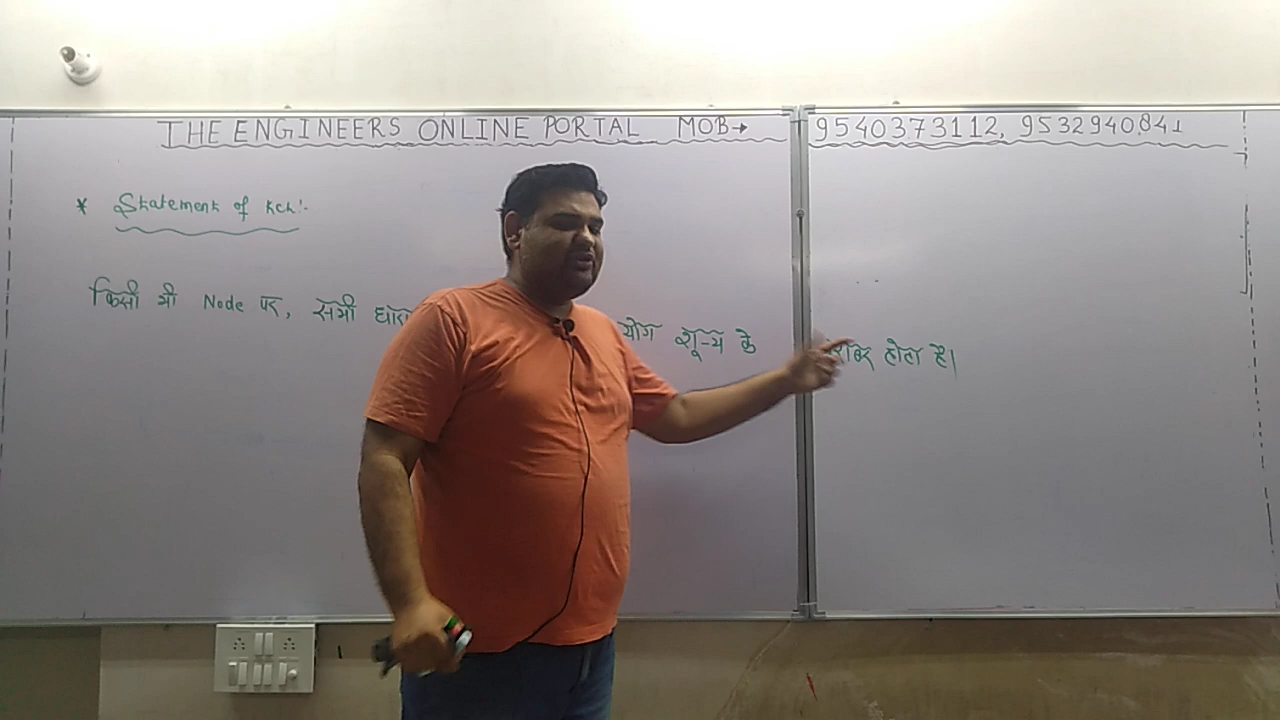 THE ENGINEERS ONLINE PORTAL MOB→ 9540373112, 9532940841
* Statement of KCL:-
किसी भी Node पर, सभी योग शून्य के होता है।